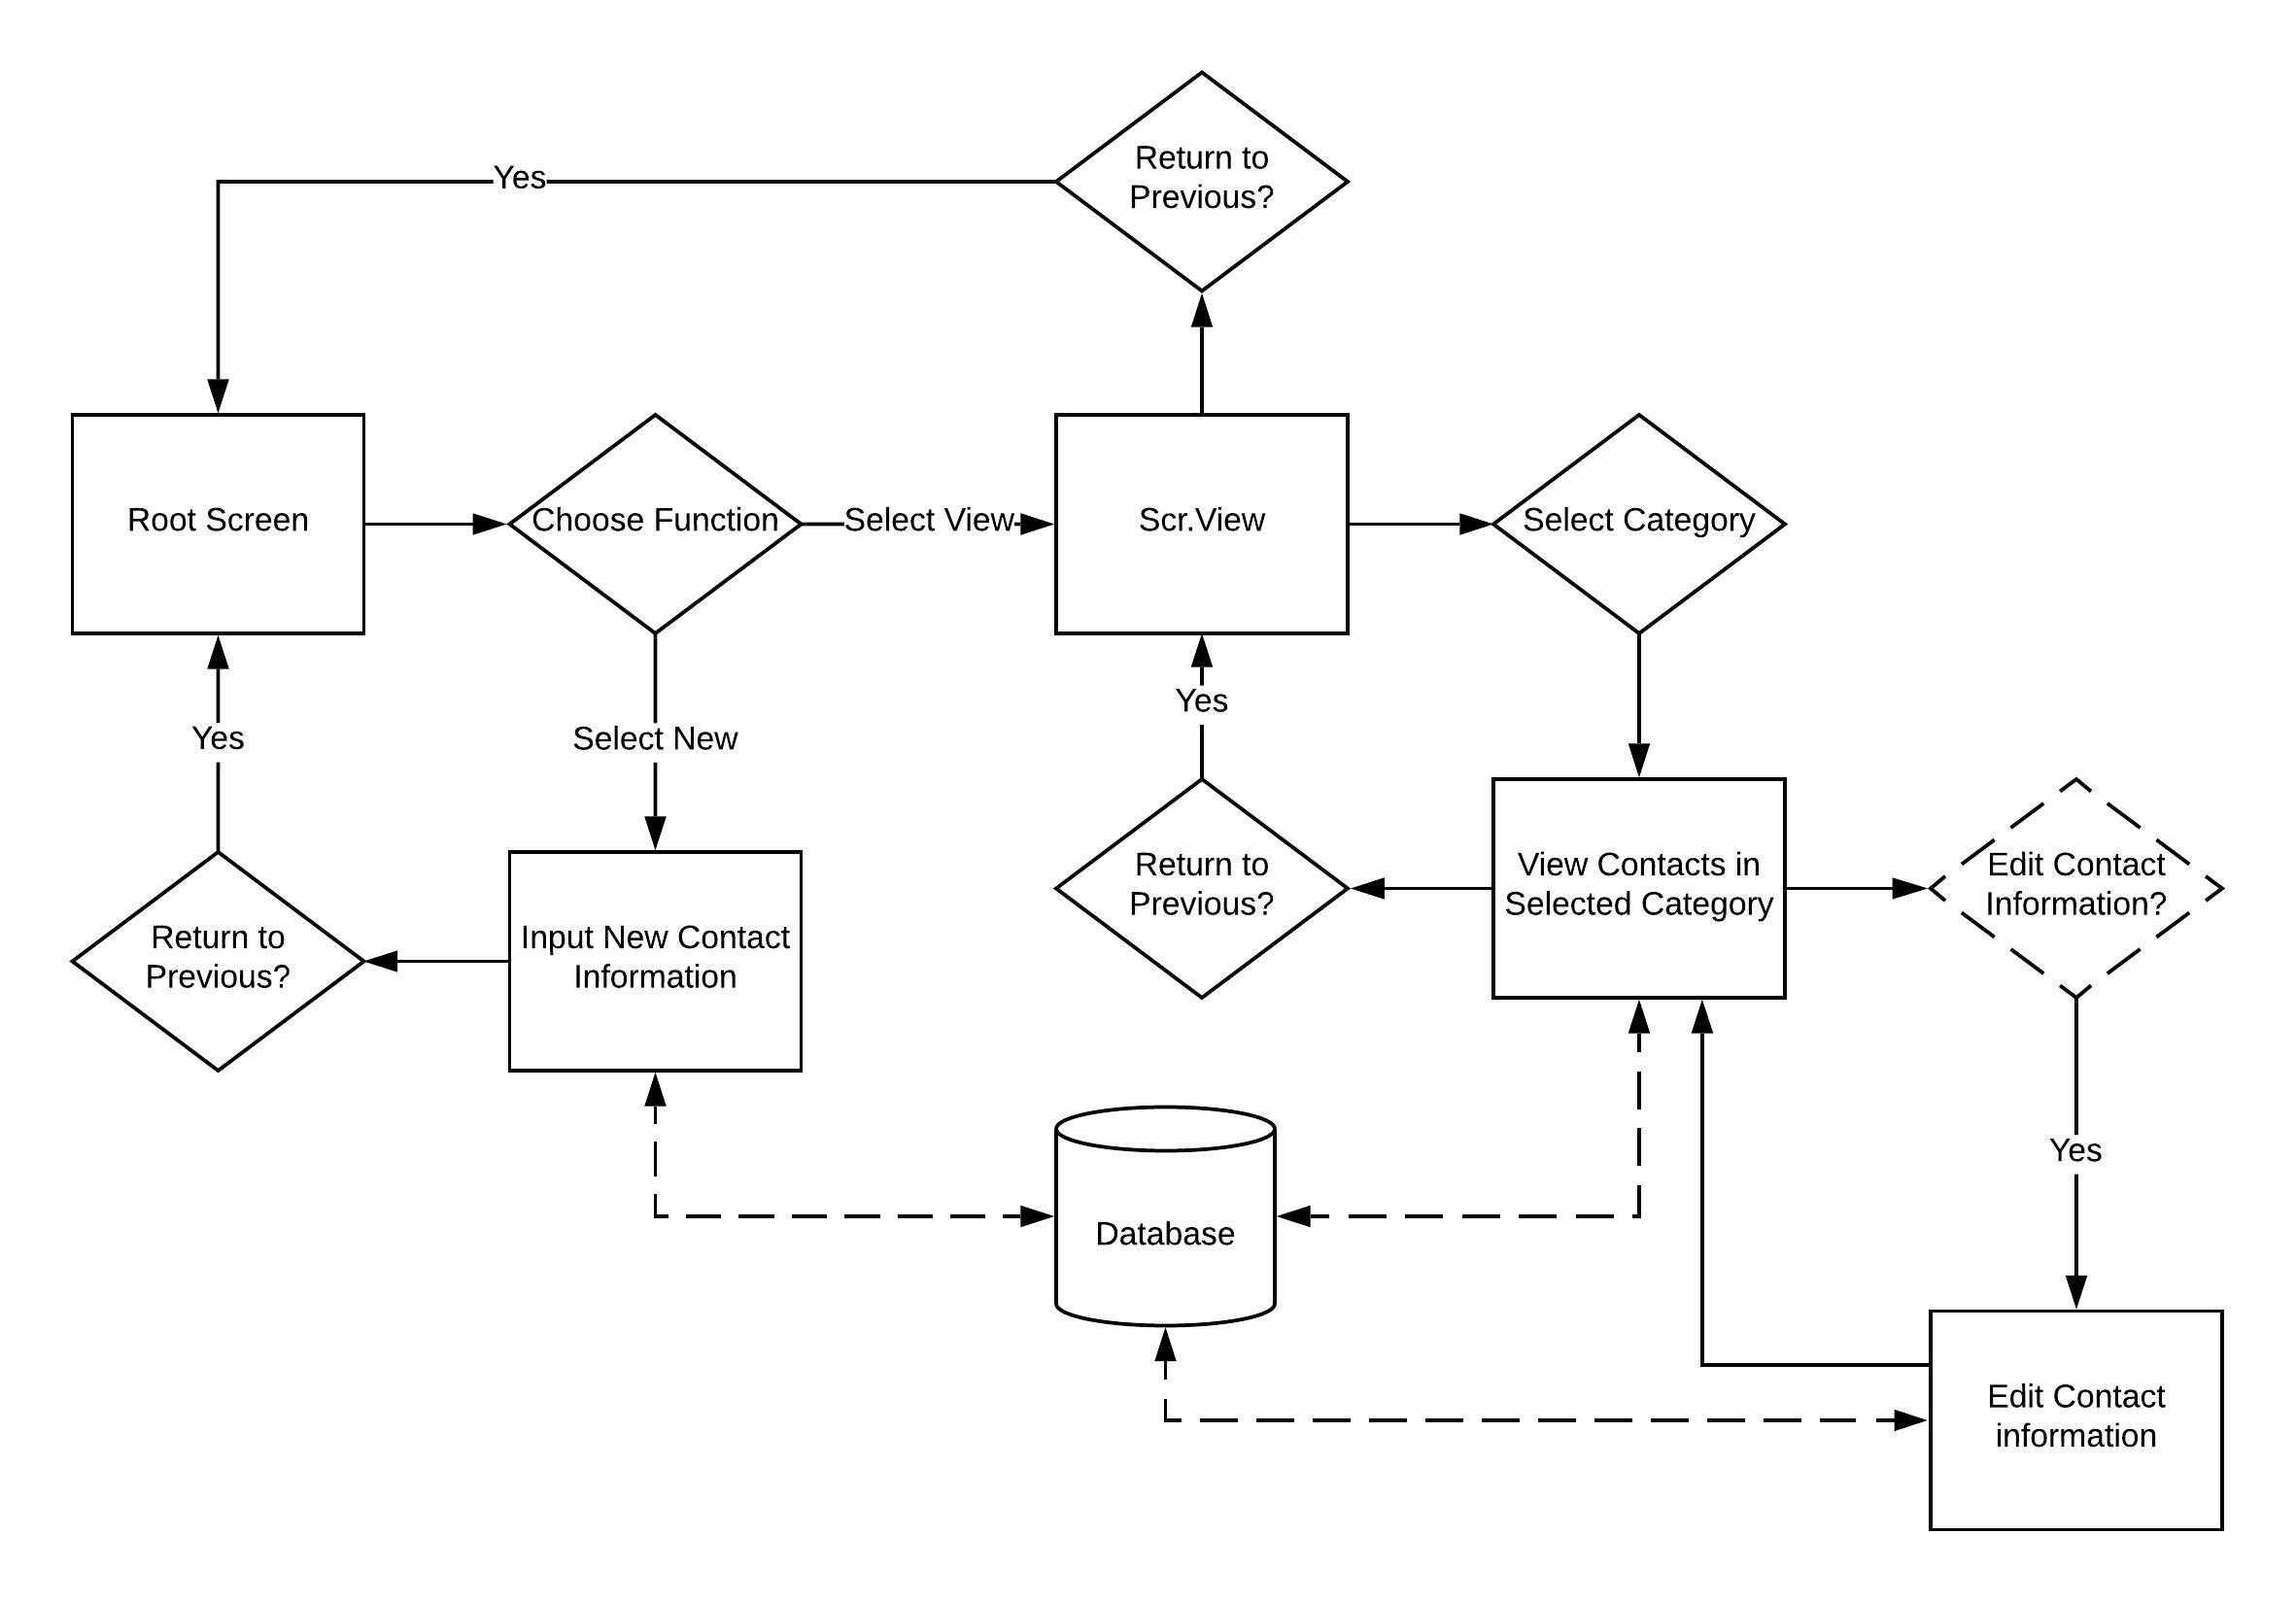 Return to
Previous?
Yes
Root Screen
Choose Function
Select View
Scr.View
Select Category
Yes
Select New
Yes
Return to
Previous?
View Contacts in
Selected Category
Edit Contact
Information?
Return to
Previous?
Input New Contact
Information
Yes
Database
Edit Contact
information